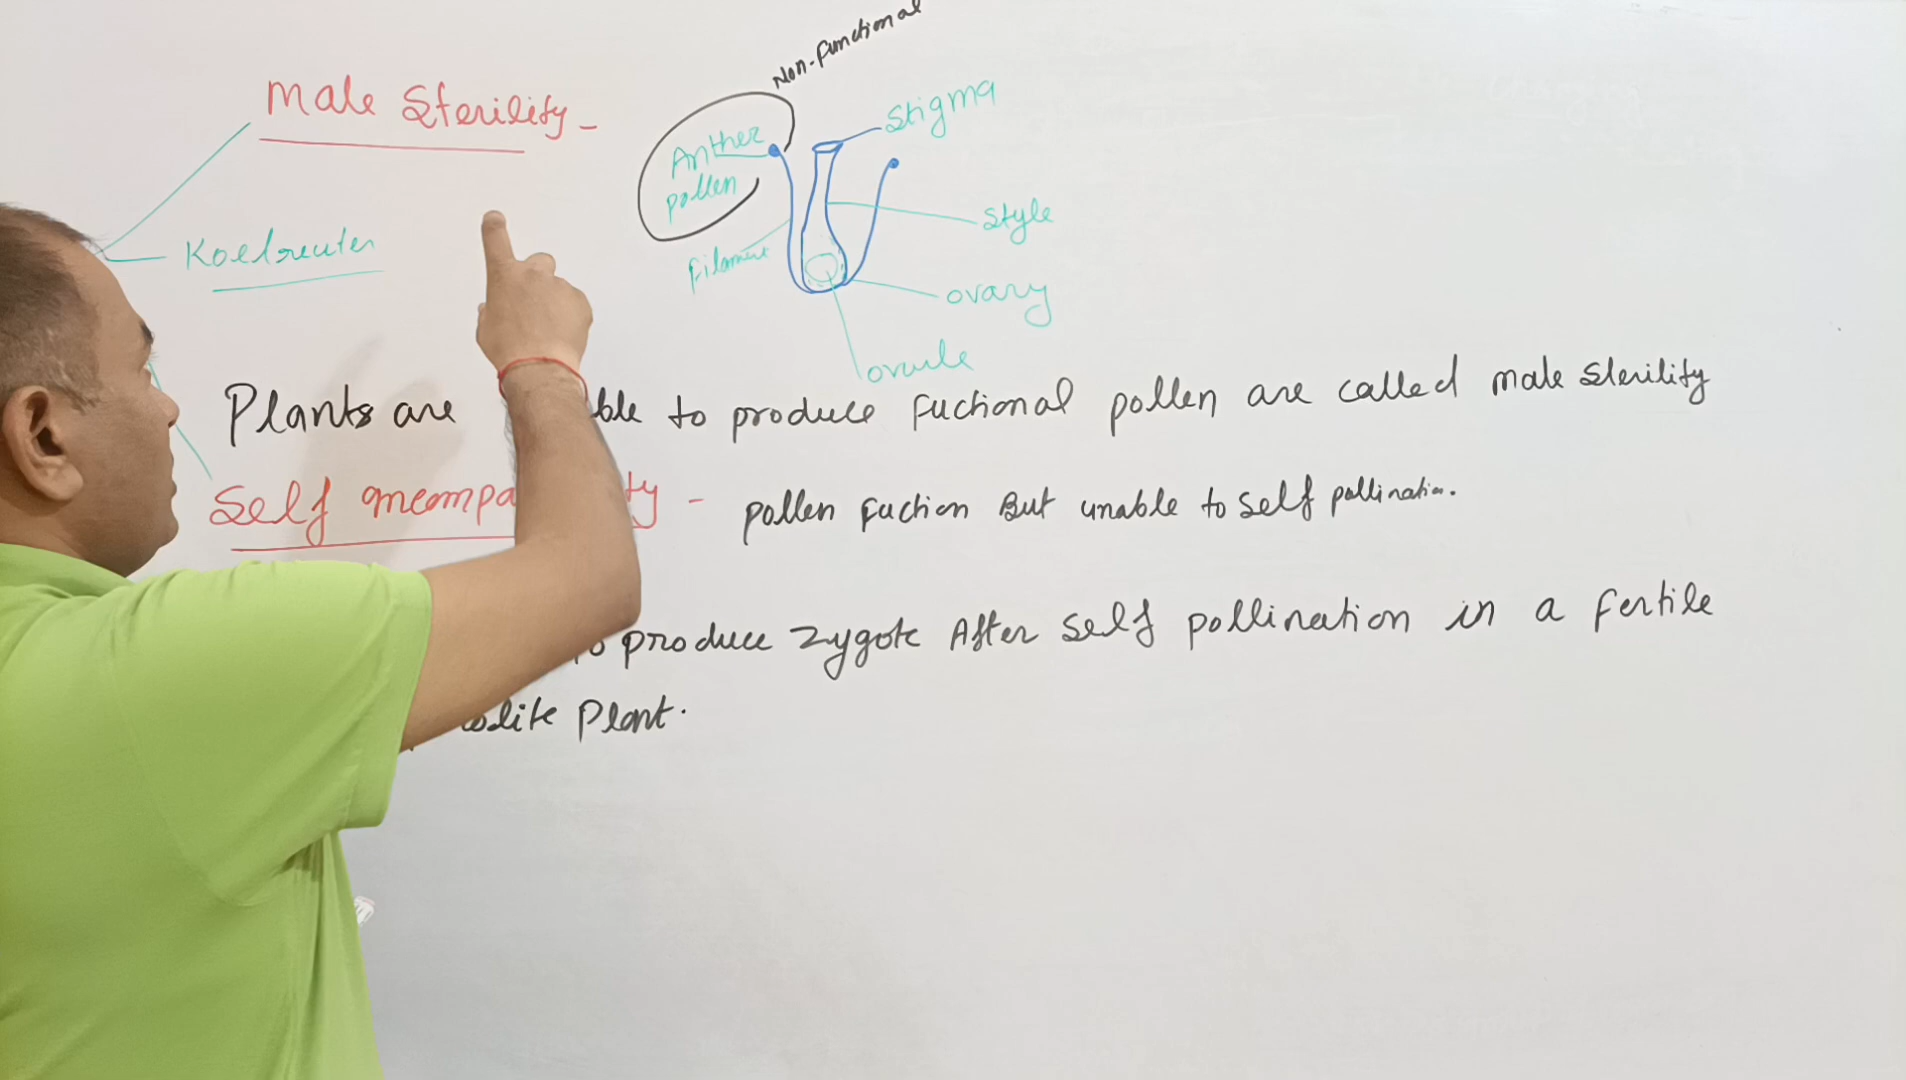 Non-functional
Male Sterility -
Stigma
Anther
pollen
Style
Koelreuter
Filament
ovary
ovule
Plants are ble to produce Fuctional pollen are called male sterility
Self incompa ty - pollen fuction But unable to self pollination.
to produce zygote After self pollination in a fertile
Plant.